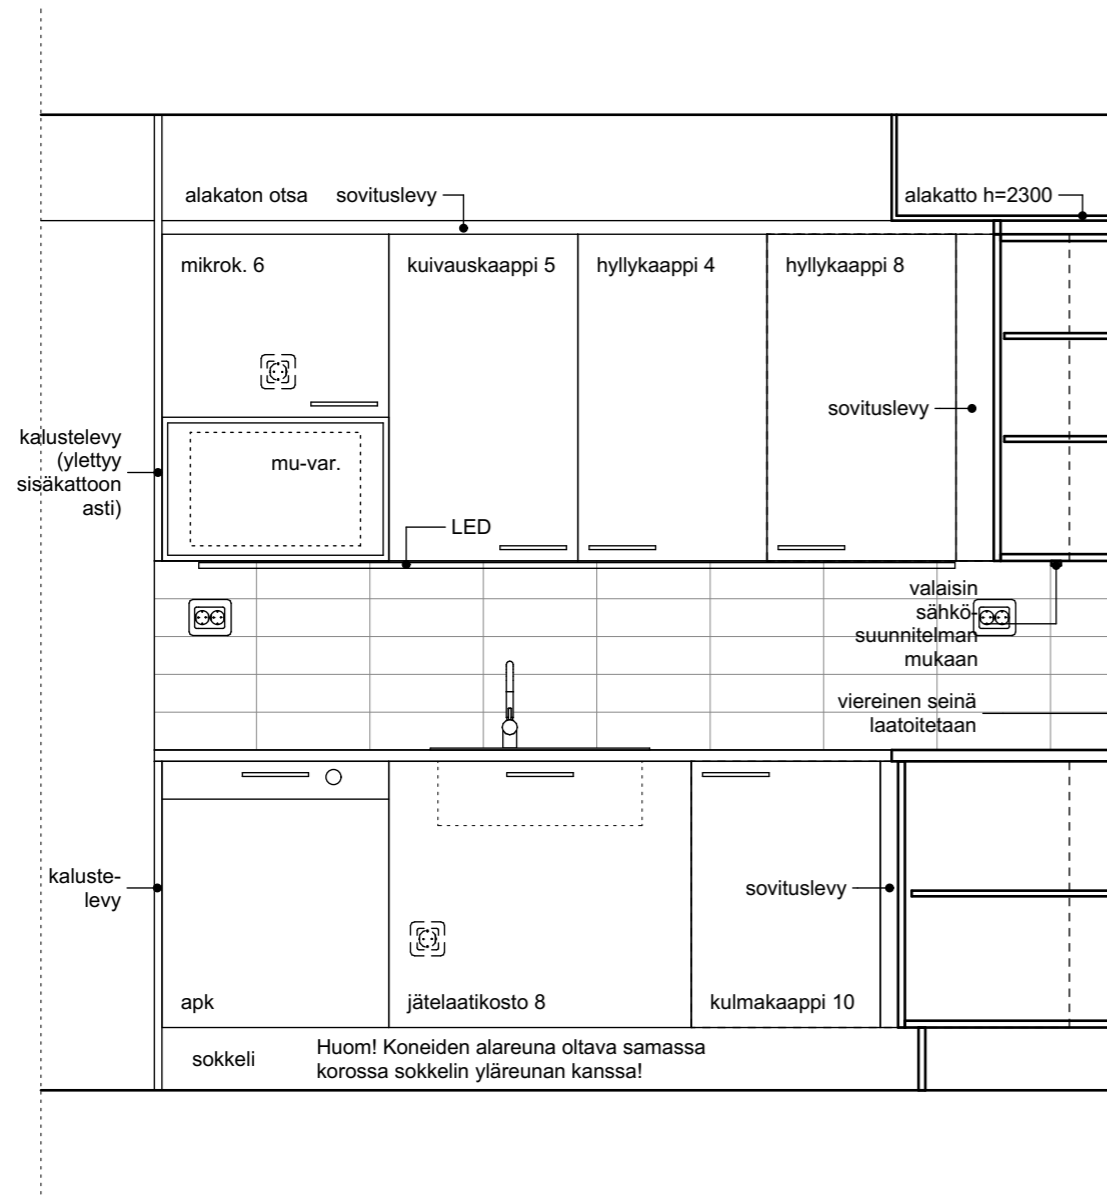 alakaton otsa
sovituslevy
alakatto h=2300
mikrok. 6
kuivauskaappi 5
hyllykaappi 4
hyllykaappi 8
sovituslevy
kalustelevy
(ylettyy
sisäkattoon
asti)
mu-var.
LED
valaisin
sähkö-
suunnitelman
mukaan
viereinen seinä
laatoitetaan
kaluste-
levy
sovituslevy
apk
jätelaatikosto 8
kulmakaappi 10
sokkeli
Huom! Koneiden alareuna oltava samassa
korossa sokkelin yläreunan kanssa!